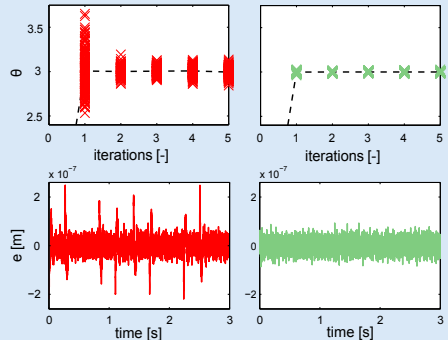 3.5
3
2.5
θ
0 1 2 3 4 5
iterations [-]
0 1 2 3 4 5
iterations [-]
x 10⁻⁷
2
0
−2
e [m]
0 1 2 3
time [s]
x 10⁻⁷
2
0
−2
0 1 2 3
time [s]